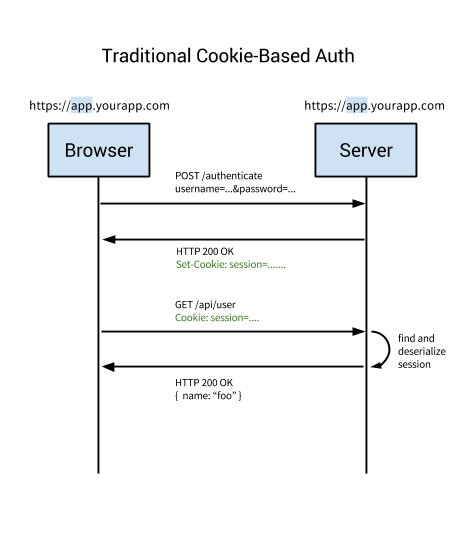 Traditional Cookie-Based Auth
https://app.yourapp.com
https://app.yourapp.com
Browser
Server
POST /authenticate
username=...&password=...
HTTP 200 OK
Set-Cookie: session=.......
GET /api/user
Cookie: session=....
find and
deserialize
session
HTTP 200 OK
{ name: “foo” }